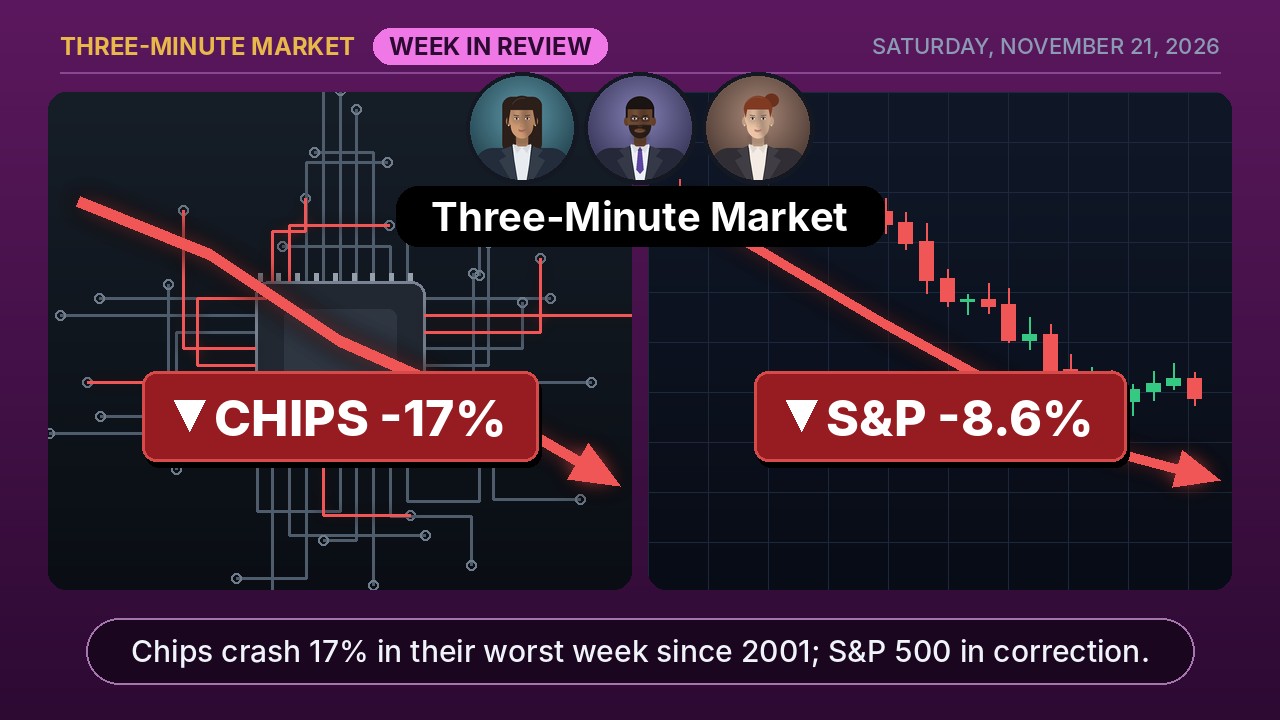 THREE-MINUTE MARKET
WEEK IN REVIEW
SATURDAY, NOVEMBER 21, 2026
Three-Minute Market
▼ CHIPS -17%
▼ S&P -8.6%
Chips crash 17% in their worst week since 2001; S&P 500 in correction.